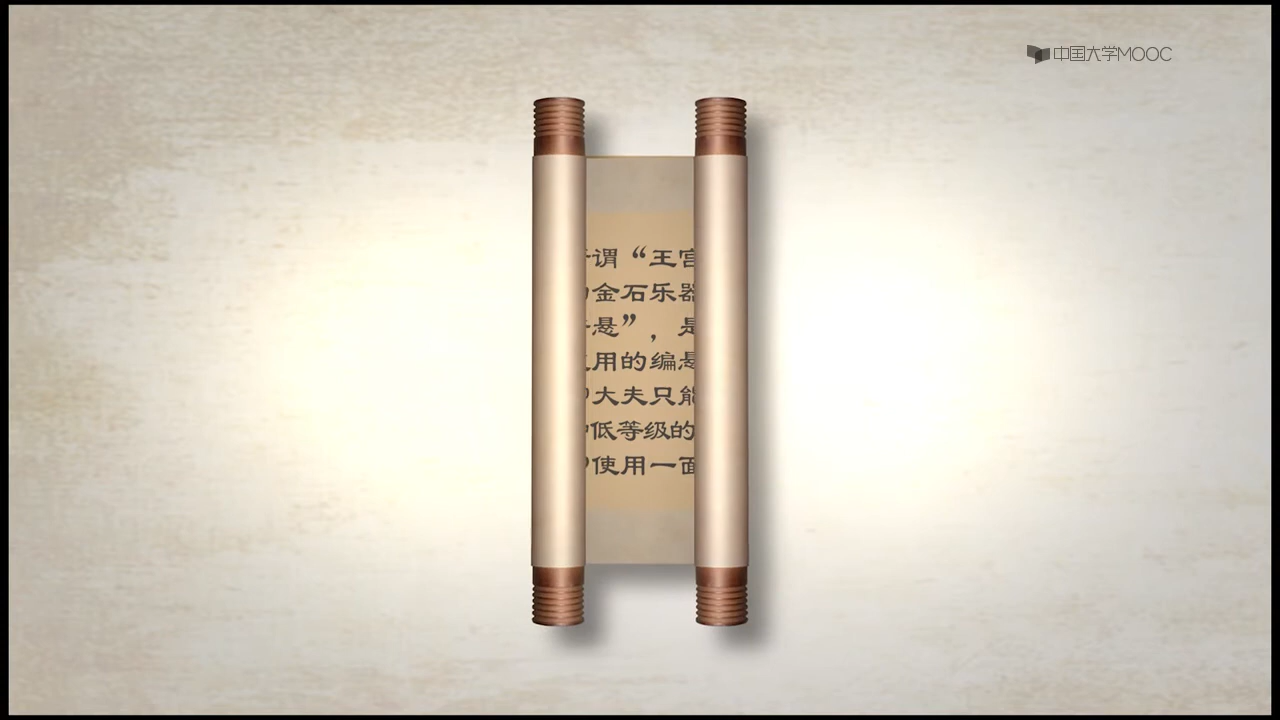 中国大学MOOC
谓“王宫
金石乐器
悬”，是
用的编悬
大夫只能
低等级的
使用一面